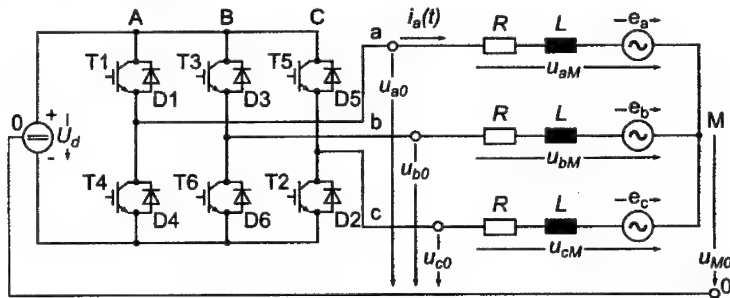 A B C
a
i_a(t)
R L –e_a→
T1 T3 T5
D1 D3 D5
u_a0
u_aM
0 + U_d -
b
R L –e_b→
M
u_b0
u_bM
T4 T6 T2
D4 D6 D2
c
R L –e_c→
u_c0
u_cM
u_M0
0